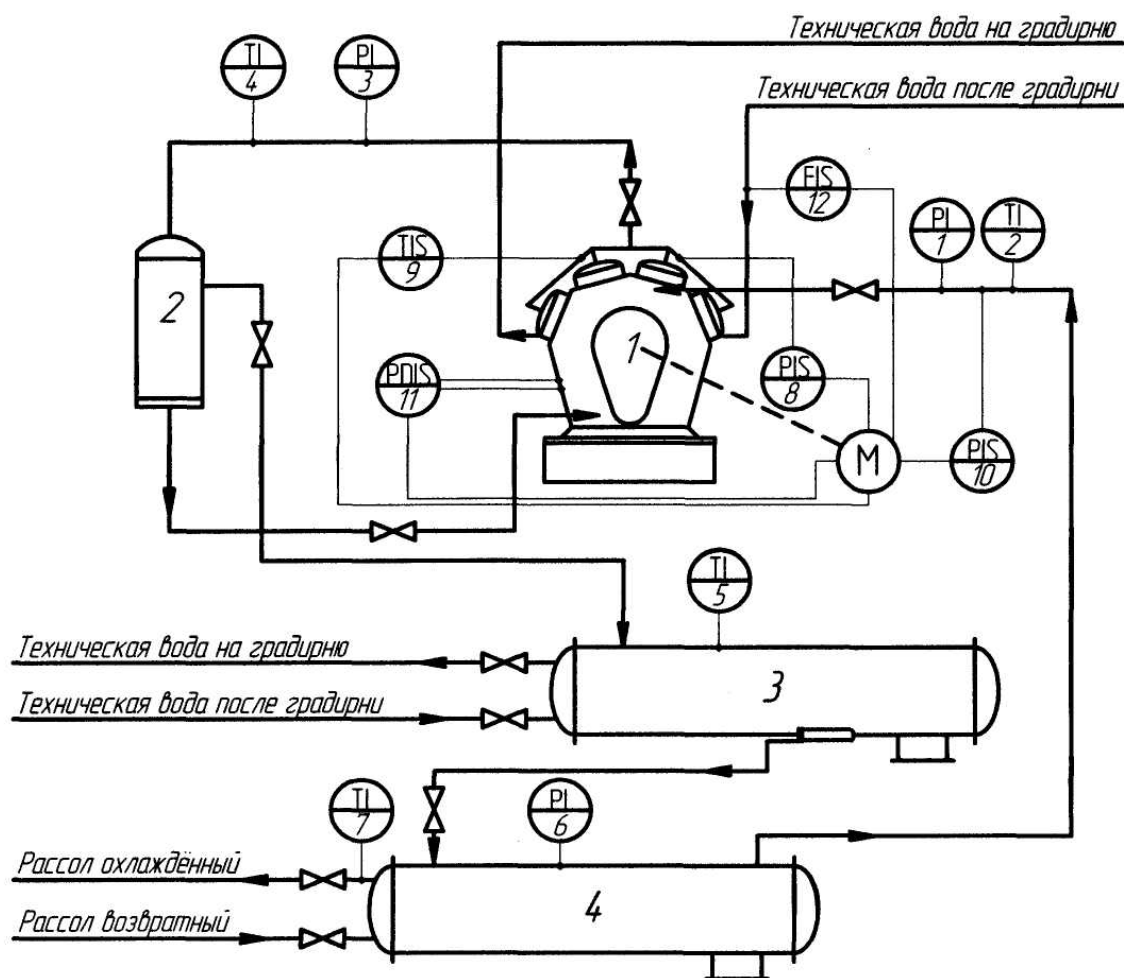 Техническая вода на градирню
TI
4
PI
3
Техническая вода после градирни
FIS
12
PI
1
TI
2
TIS
9
2
1
PDIS
11
PIS
8
M
PIS
10
TI
5
Техническая вода на градирню
Техническая вода после градирни
3
TI
7
PI
6
Рассол охлаждённый
Рассол возвратный
4